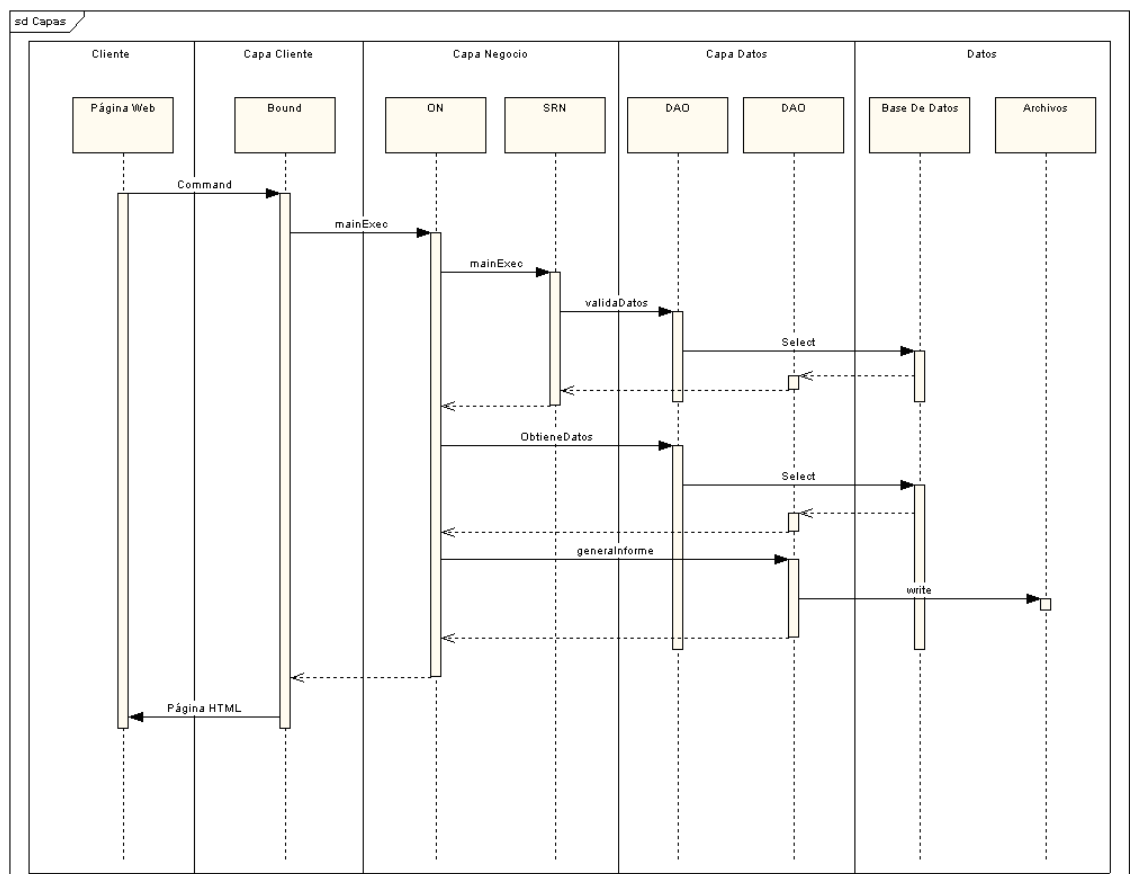 sd Capas
Cliente
Capa Cliente
Capa Negocio
Capa Datos
Datos
Página Web
Bound
ON
SRN
DAO
DAO
Base De Datos
Archivos
Command
mainExec
mainExec
validaDatos
Select
ObtieneDatos
Select
generaInforme
write
Página HTML